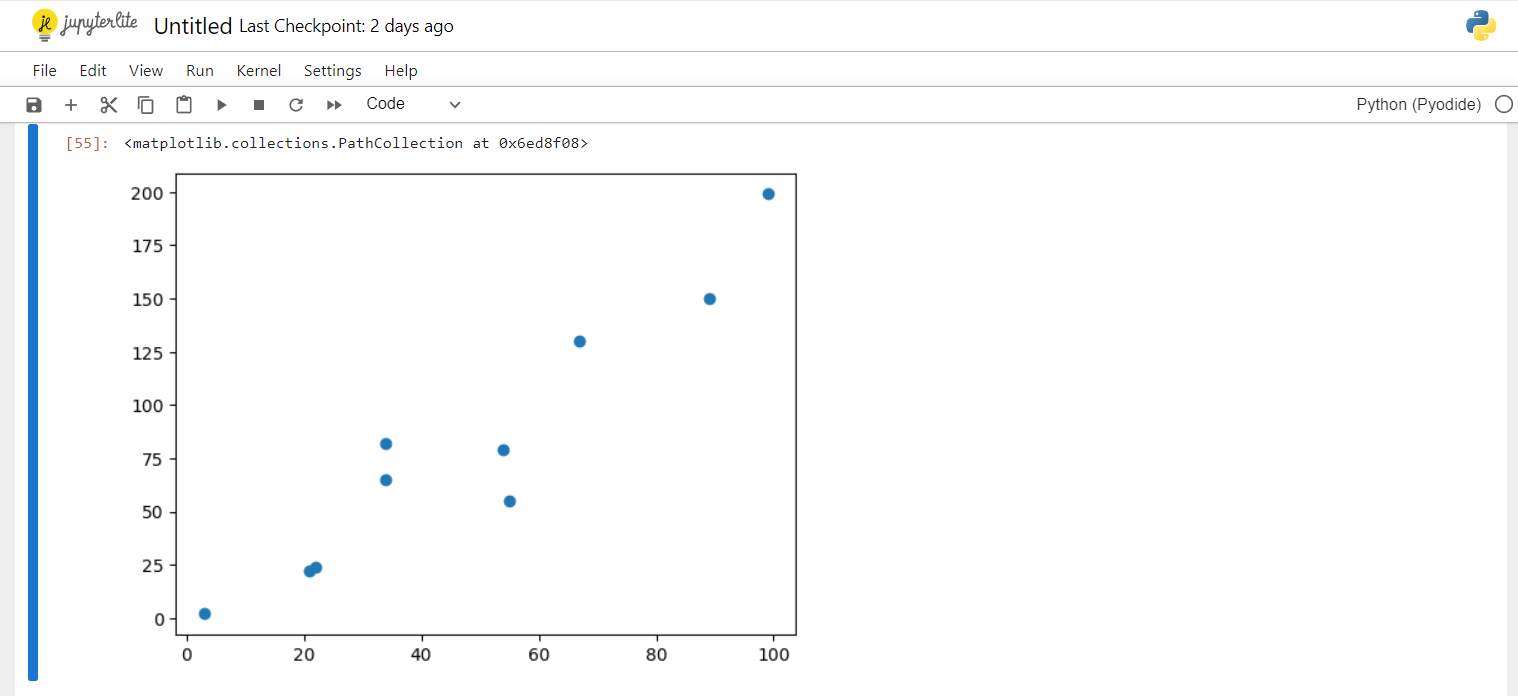 jupyterlite Untitled Last Checkpoint: 2 days ago
File Edit View Run Kernel Settings Help
Code Python (Pyodide)
[55]: <matplotlib.collections.PathCollection at 0x6ed8f08>
200
175
150
125
100
75
50
25
0
0 20 40 60 80 100